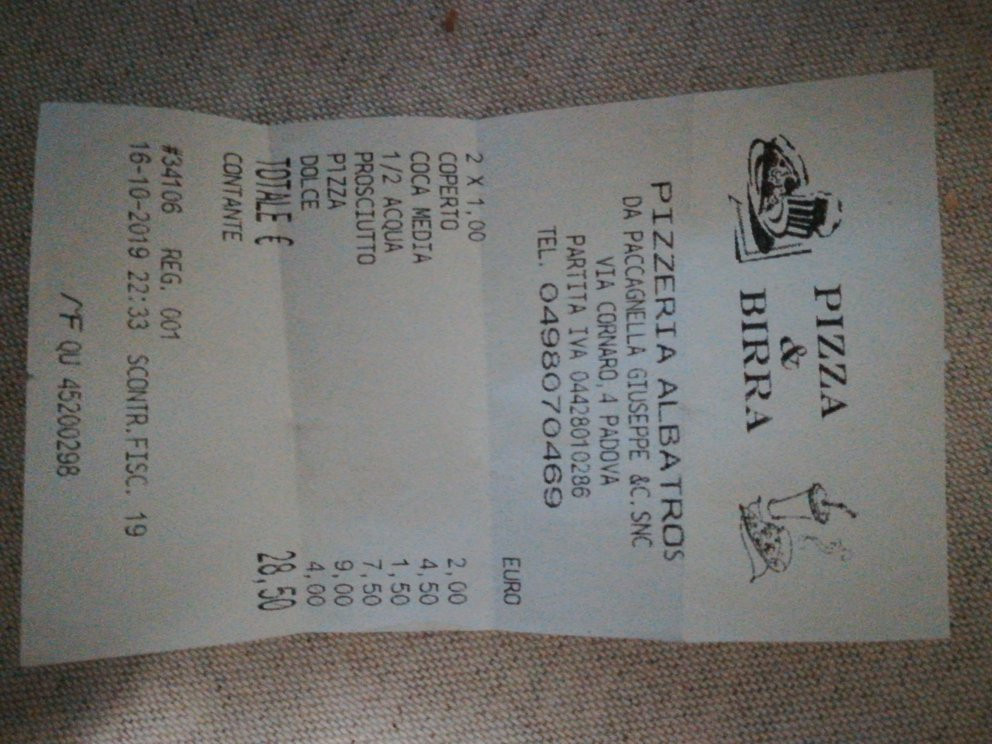 PIZZA
&
BIRRA
PIZZERIA ALBATROS
DA PACCAGNELLA GIUSEPPE &C. SNC
VIA CORNARO, 4 PADOVA
PARTITA IVA 04428010286
TEL. 0498070469
EURO
2 X 1,00
COPERTO 2,00
COCA MEDIA 4,50
1/2 ACQUA 1,50
PROSCIUTTO 7,50
PIZZA 9,00
DOLCE 4,00
TOTALE € 28,50
CONTANTE
#34106 REG. 001
16-10-2019 22:33 SCONTR.FISC. 19
/F QU 45200298